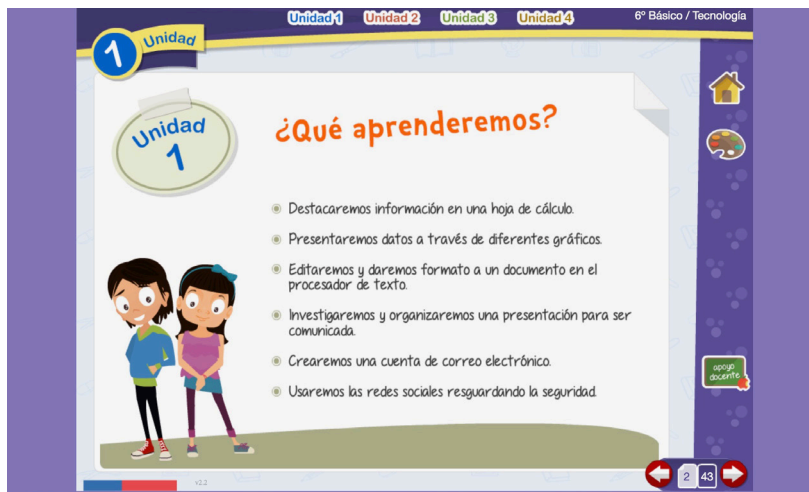 Unidad 1 Unidad 2 Unidad 3 Unidad 4 6º Básico / Tecnología
1 Unidad
Unidad
1
¿Qué aprenderemos?
Destacaremos información en una hoja de cálculo.
Presentaremos datos a través de diferentes gráficos.
Editaremos y daremos formato a un documento en el
procesador de texto.
Investigaremos y organizaremos una presentación para ser
comunicada.
Crearemos una cuenta de correo electrónico.
Usaremos las redes sociales resguardando la seguridad.
apoyo
docente
v2.2
2 43